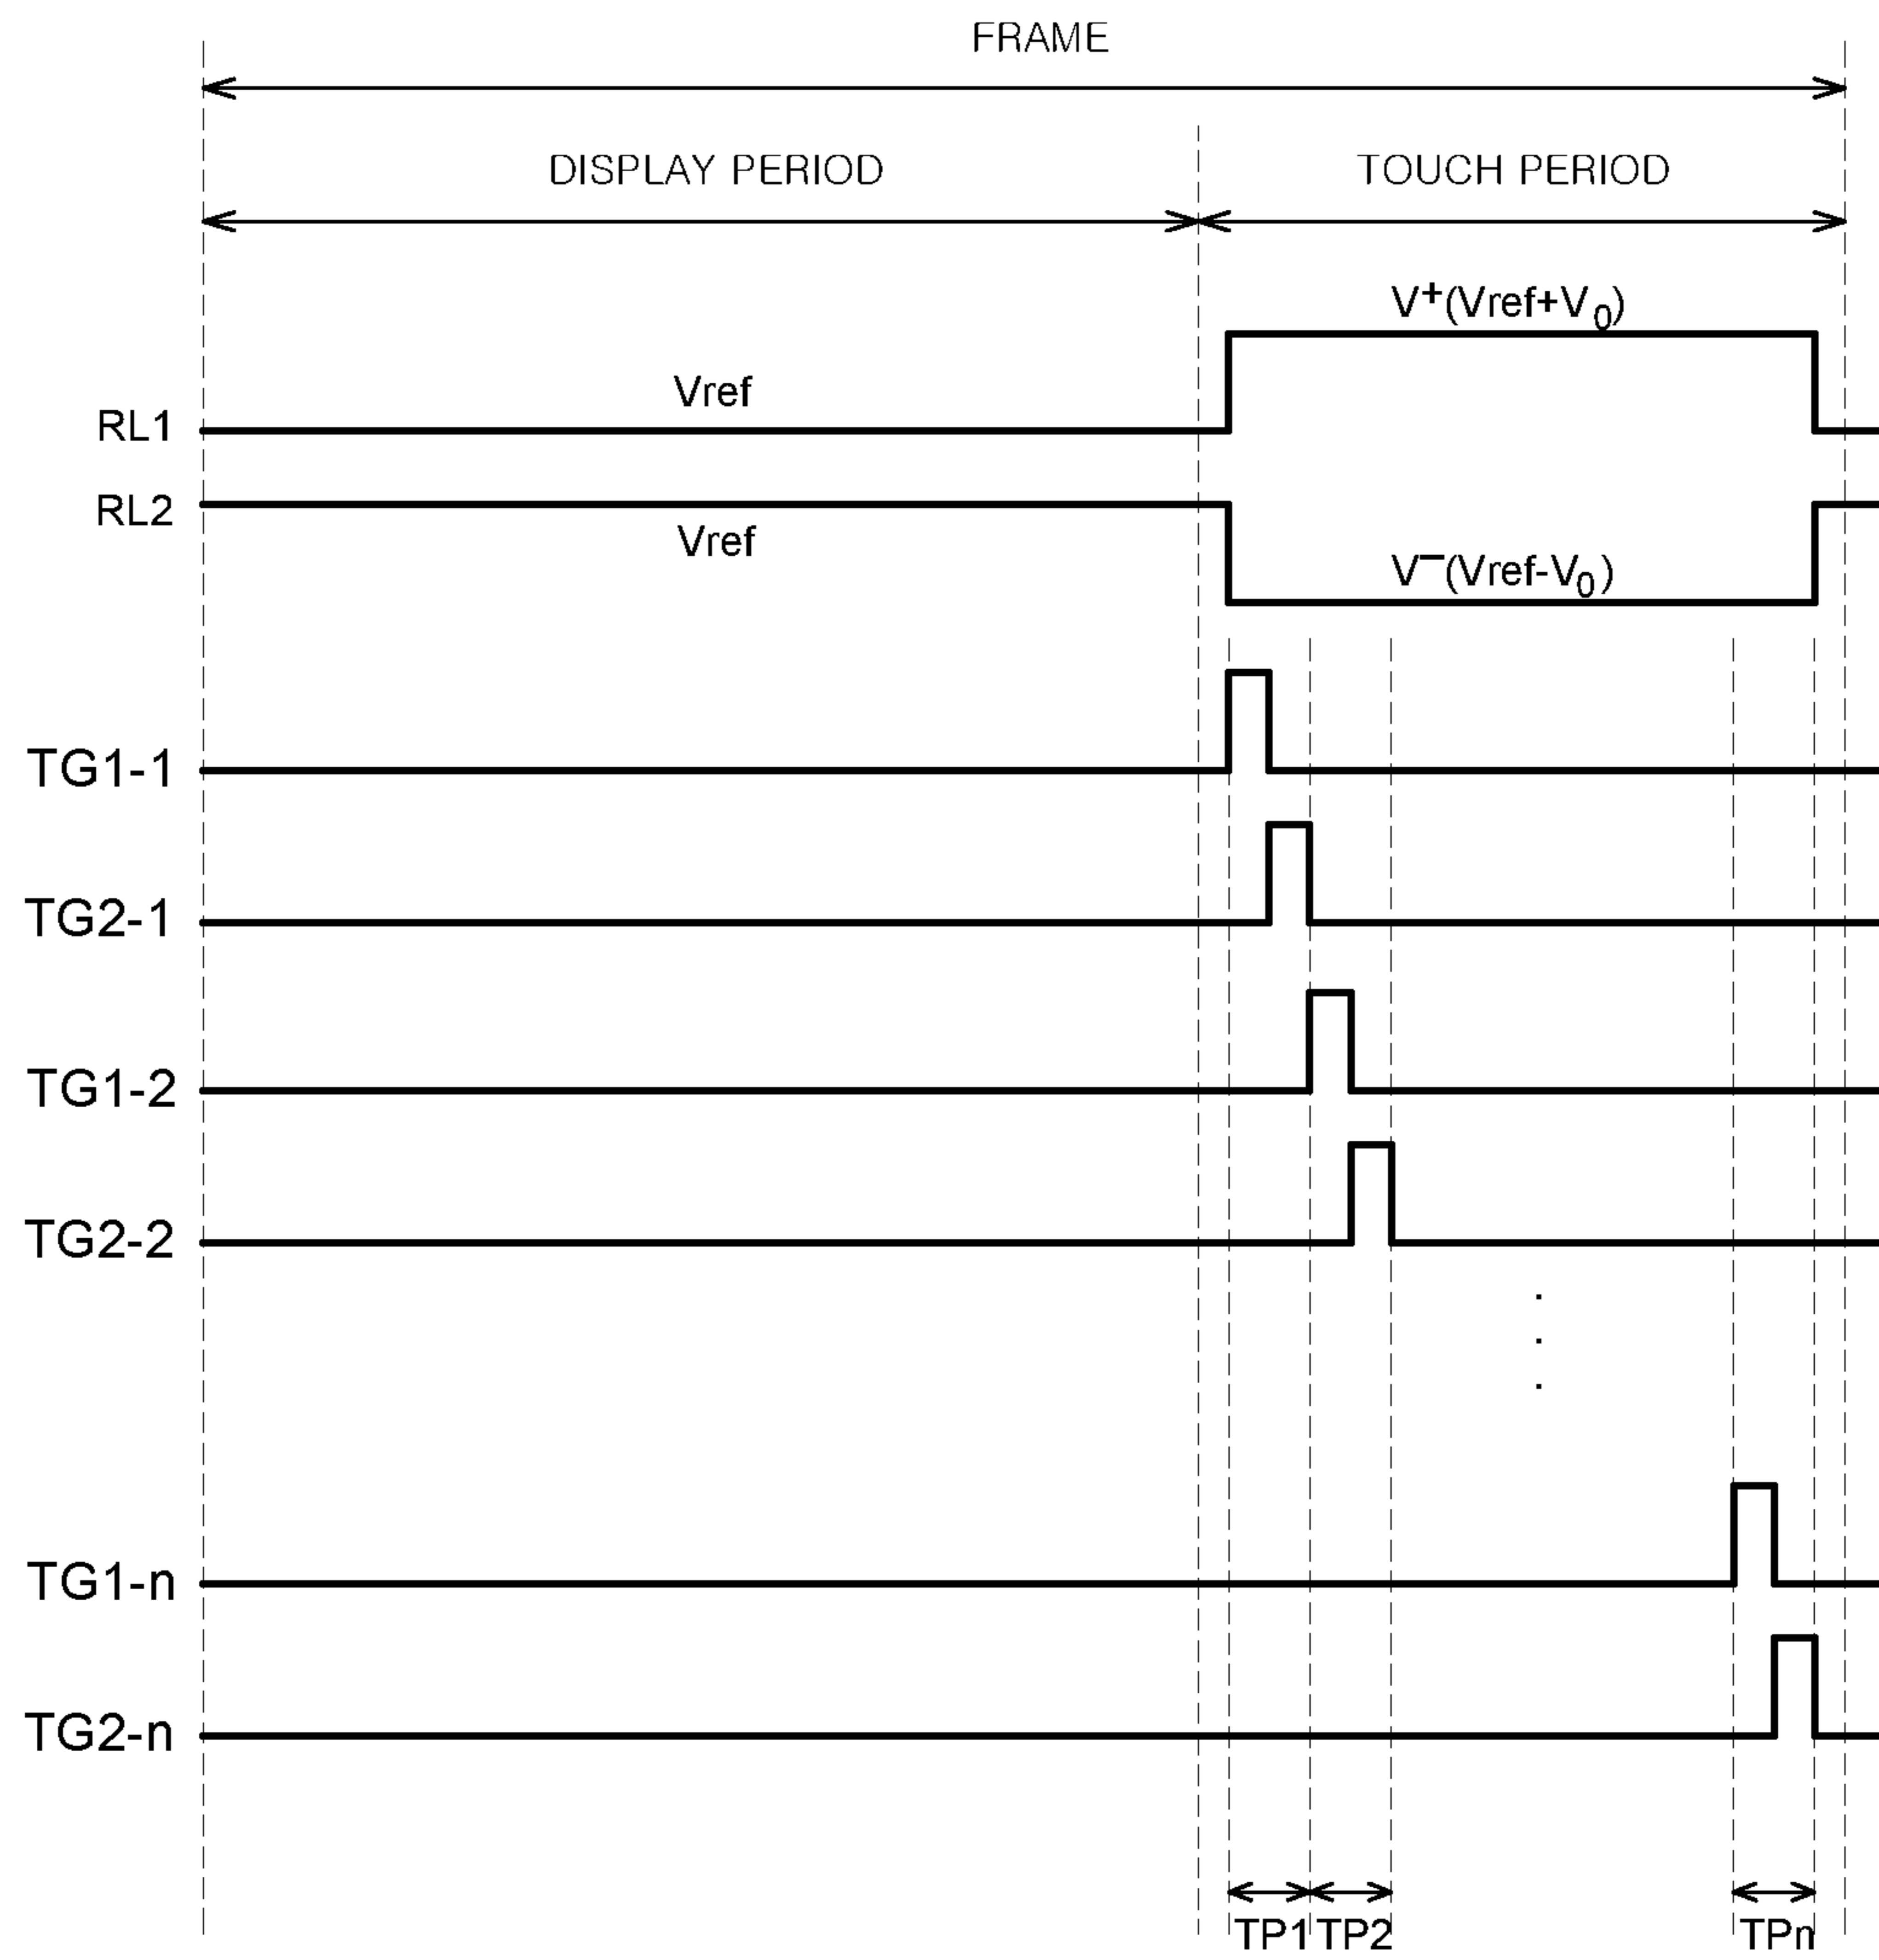 FRAME
DISPLAY PERIOD TOUCH PERIOD
V⁺(Vref+V₀)
Vref
RL1
RL2
Vref
V⁻(Vref-V₀)
TG1-1
TG2-1
TG1-2
TG2-2
TG1-n
TG2-n
TP1 TP2 TPn